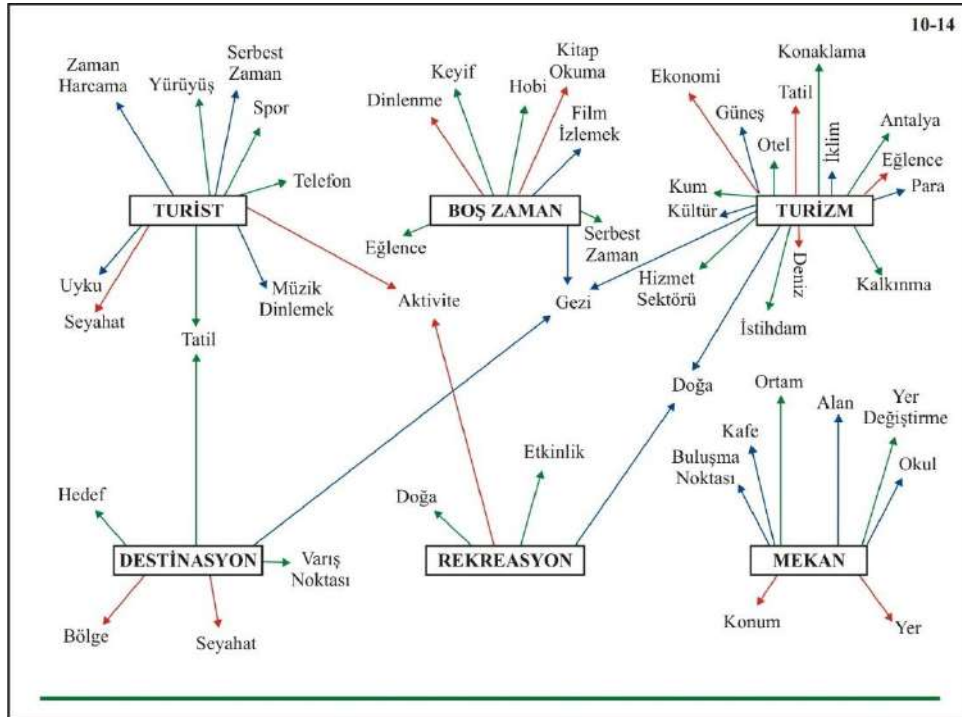 10-14
Zaman
Harcama
Yürüyüş
Serbest
Zaman
Spor
Telefon
TURİST
Uyku
Seyahat
Müzik
Dinlemek
Tatil
Aktivite
Keyif
Dinlenme
Hobi
Kitap
Okuma
Film
İzlemek
BOŞ ZAMAN
Eğlence
Serbest
Zaman
Gezi
Konaklama
Ekonomi
Tatil
Güneş
Otel
İklim
Antalya
Eğlence
Para
Kum
Kültür
TURİZM
Hizmet
Sektörü
Deniz
İstihdam
Kalkınma
Doğa
Hedef
DESTİNASYON
Varış
Noktası
Bölge
Seyahat
Doğa
Etkinlik
REKREASYON
Ortam
Alan
Yer
Değiştirme
Kafe
Buluşma
Noktası
Okul
MEKAN
Konum
Yer